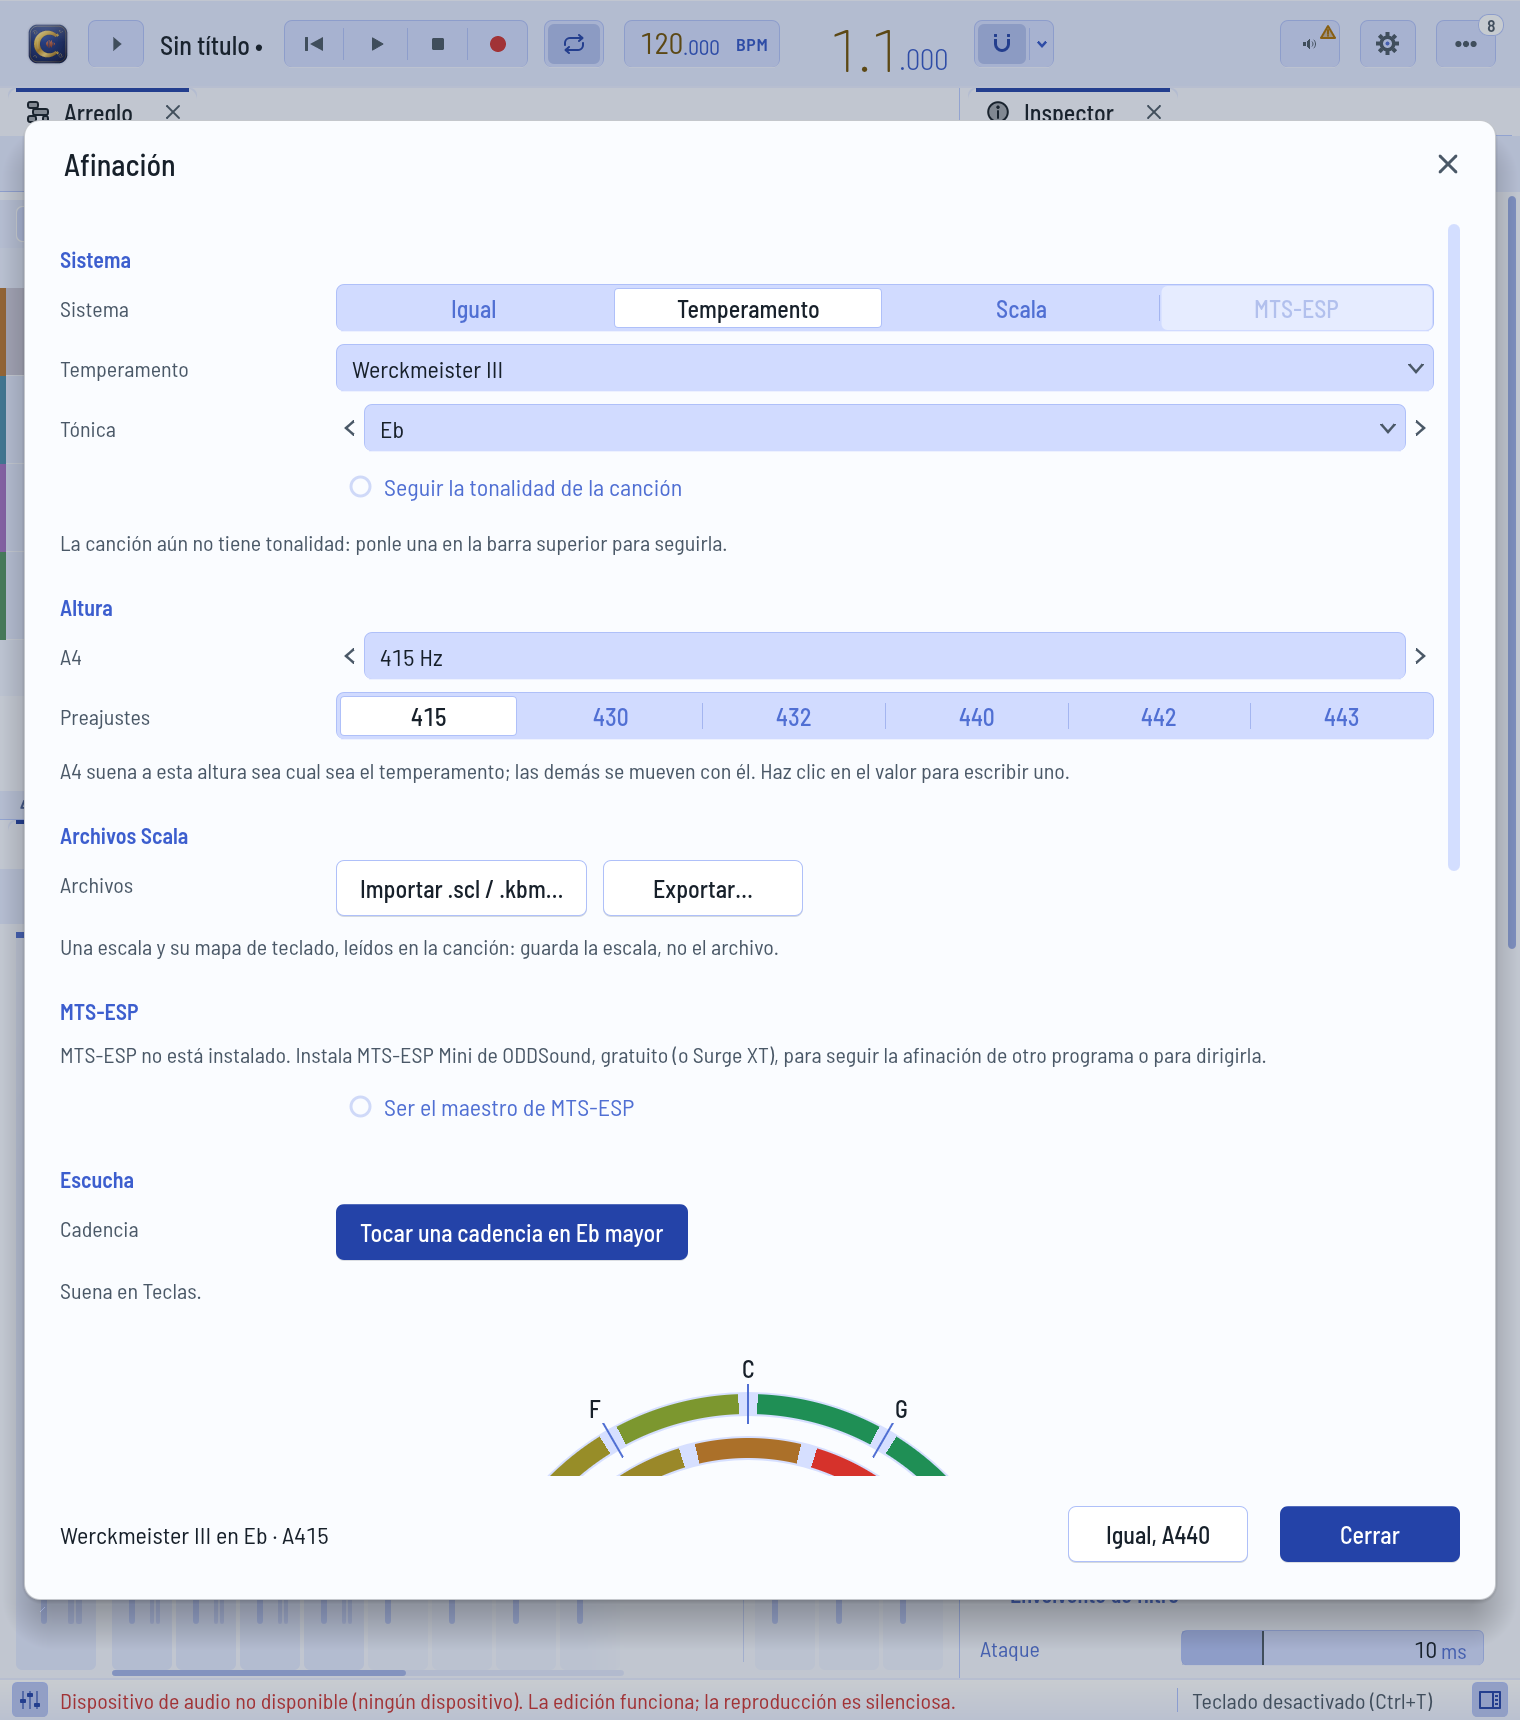 Sin título •
120.000 BPM
1.1.000
8
Arreglo
Inspector
Afinación
Sistema
Sistema
Igual
Temperamento
Scala
MTS-ESP
Temperamento
Werckmeister III
Tónica
Eb
Seguir la tonalidad de la canción
La canción aún no tiene tonalidad: ponle una en la barra superior para seguirla.
Altura
A4
415 Hz
Preajustes
415
430
432
440
442
443
A4 suena a esta altura sea cual sea el temperamento; las demás se mueven con él. Haz clic en el valor para escribir uno.
Archivos Scala
Archivos
Importar .scl / .kbm...
Exportar...
Una escala y su mapa de teclado, leídos en la canción: guarda la escala, no el archivo.
MTS-ESP
MTS-ESP no está instalado. Instala MTS-ESP Mini de ODDSound, gratuito (o Surge XT), para seguir la afinación de otro programa o para dirigirla.
Ser el maestro de MTS-ESP
Escucha
Cadencia
Tocar una cadencia en Eb mayor
Suena en Teclas.
C
F
G
Werckmeister III en Eb · A415
Igual, A440
Cerrar
Ataque
10 ms
Dispositivo de audio no disponible (ningún dispositivo). La edición funciona; la reproducción es silenciosa.
Teclado desactivado (Ctrl+T)